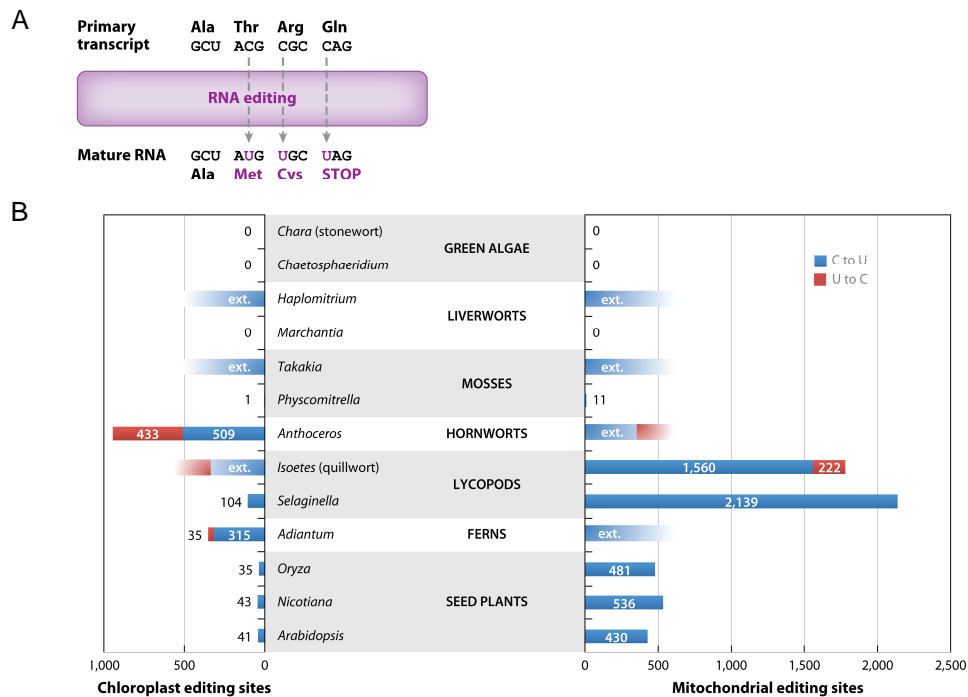 A
Primary transcript
Ala Thr Arg Gln
GCU ACG CGC CAG
RNA editing
Mature RNA
GCU AUG UGC UAG
Ala Met Cys STOP
B
0 Chara (stonewort) 0
GREEN ALGAE
0 Chaetosphaeridium 0
C to U
U to C
ext. Haplomitrium ext.
LIVERWORTS
0 Marchantia 0
ext. Takakia ext.
MOSSES
1 Physcomitrella 11
433 509 Anthoceros HORNWORTS ext.
ext. Isoetes (quillwort) 1,560 222
LYCOPODS
104 Selaginella 2,139
35 315 Adiantum FERNS ext.
35 Oryza 481
43 Nicotiana SEED PLANTS 536
41 Arabidopsis 430
1,000 500 0 0 500 1,000 1,500 2,000 2,500
Chloroplast editing sites Mitochondrial editing sites